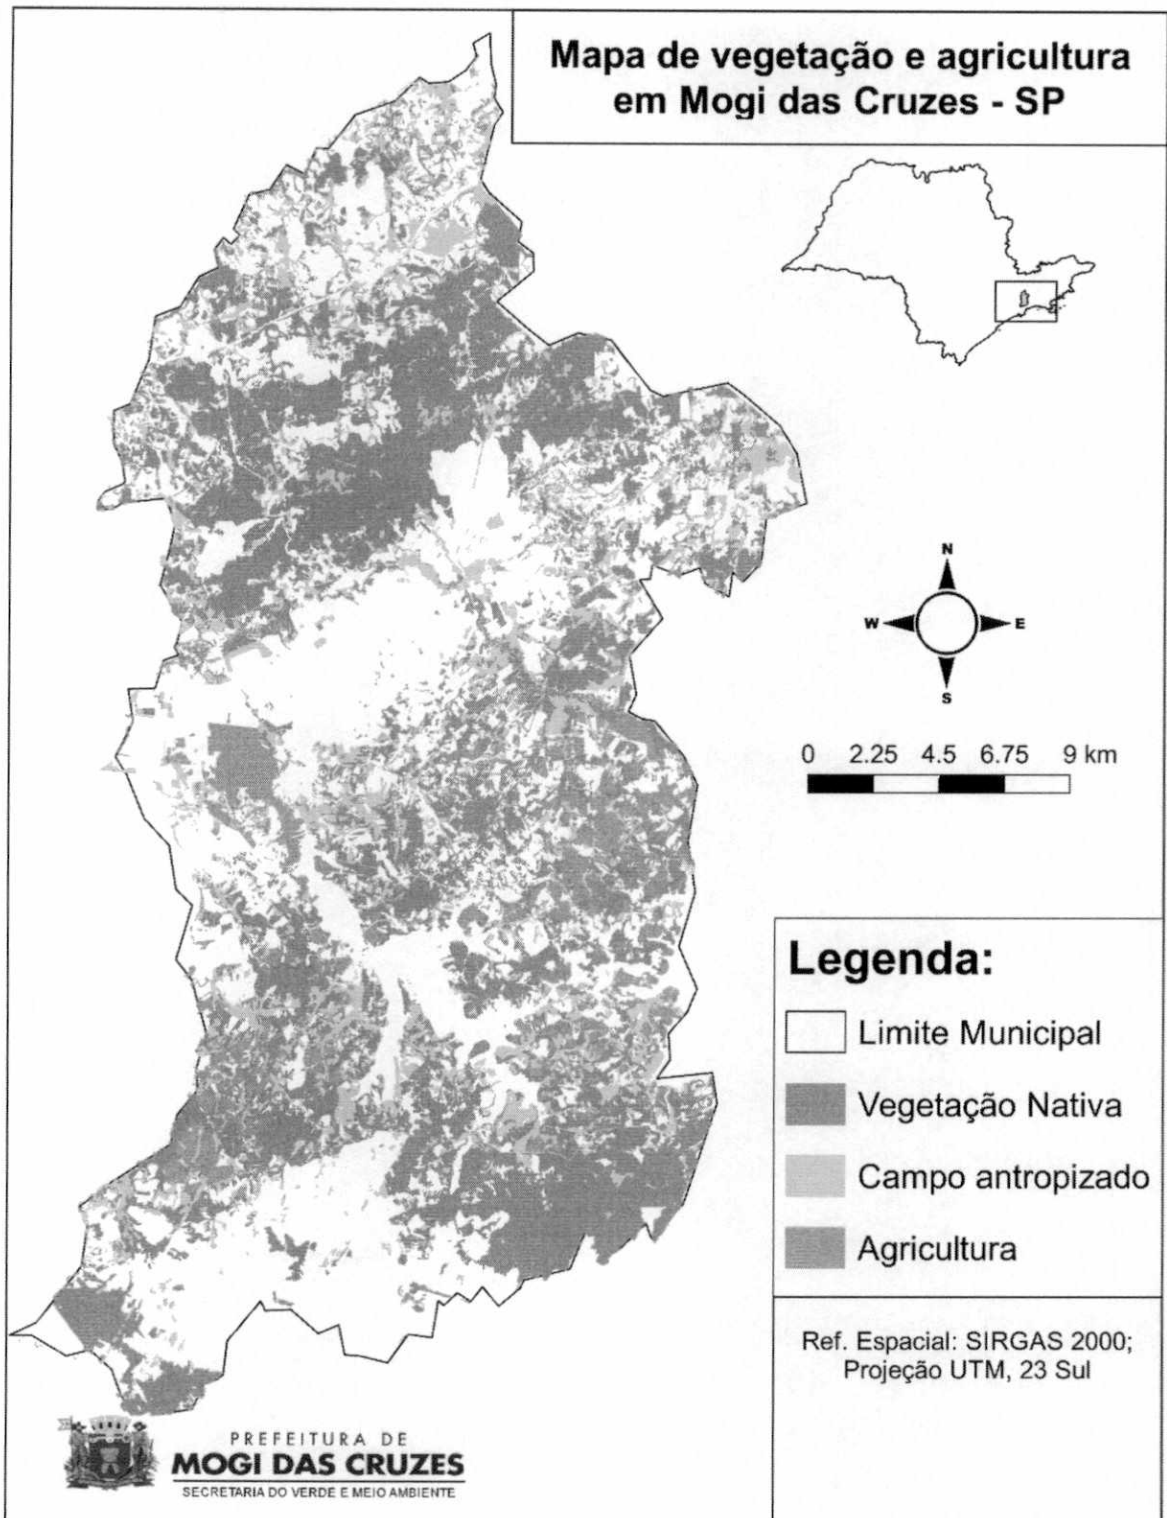 Mapa de vegetação e agricultura
em Mogi das Cruzes - SP
N
W
E
S
0 2.25 4.5 6.75 9 km
Legenda:
Limite Municipal
Vegetação Nativa
Campo antropizado
Agricultura
Ref. Espacial: SIRGAS 2000;
Projeção UTM, 23 Sul
PREFEITURA DE
MOGI DAS CRUZES
SECRETARIA DO VERDE E MEIO AMBIENTE